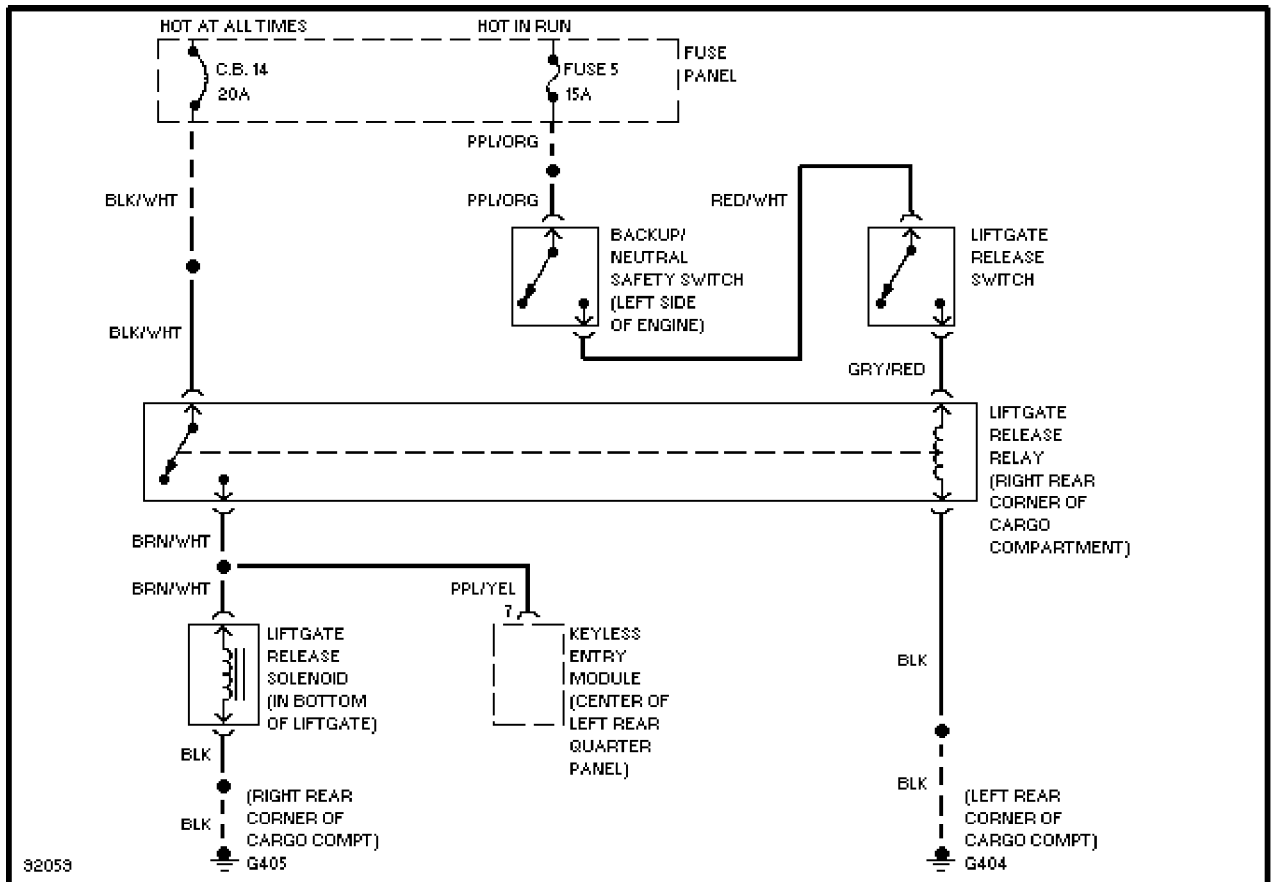 HOT AT ALL TIMES
HOT IN RUN
C.B. 14
20A
FUSE 5
15A
FUSE
PANEL
PPL/ORG
BLK/WHT
PPL/ORG
RED/WHT
BACKUP/
NEUTRAL
SAFETY SWITCH
(LEFT SIDE
OF ENGINE)
LIFTGATE
RELEASE
SWITCH
BLK/WHT
GRY/RED
LIFTGATE
RELEASE
RELAY
(RIGHT REAR
CORNER OF
CARGO
COMPARTMENT)
BRN/WHT
BRN/WHT
PPL/YEL
7
LIFTGATE
RELEASE
SOLENOID
(IN BOTTOM
OF LIFTGATE)
KEYLESS
ENTRY
MODULE
(CENTER OF
LEFT REAR
QUARTER
PANEL)
BLK
BLK
BLK
(RIGHT REAR
CORNER OF
CARGO COMPT)
G405
BLK
(LEFT REAR
CORNER OF
CARGO COMPT)
G404
92059